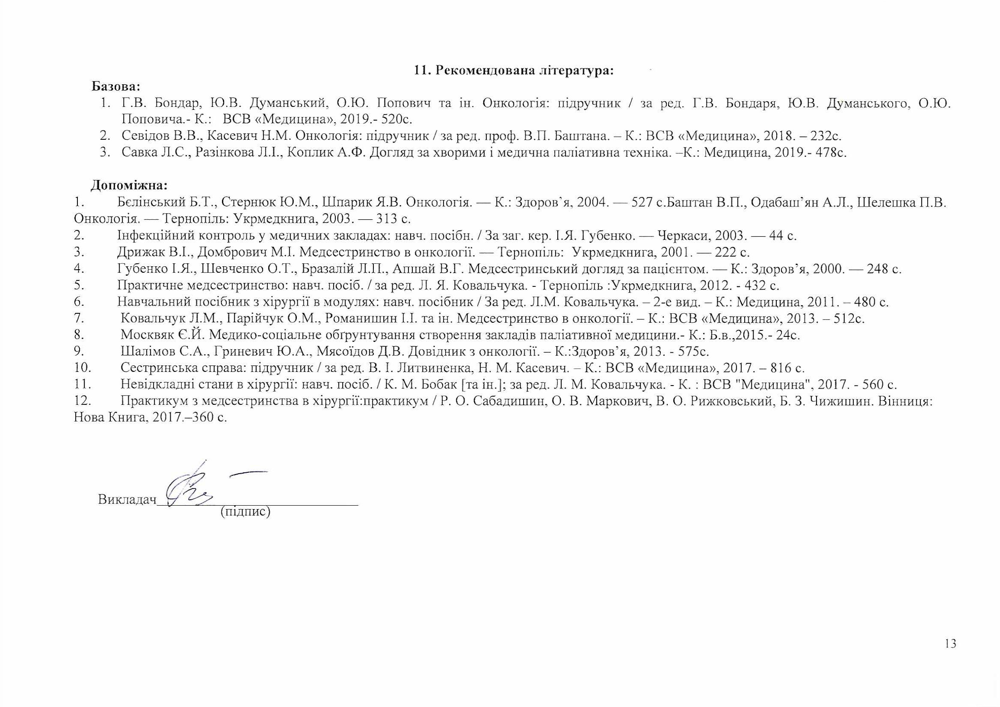 11. Рекомендована література:
Базова:
1. Г.В. Бондар, Ю.В. Думанський, О.Ю. Попович та ін. Онкологія: підручник / за ред. Г.В. Бондаря, Ю.В. Думанського, О.Ю.
Поповича.- К.: ВСВ «Медицина», 2019.- 520с.
2. Севідов В.В., Касевич Н.М. Онкологія: підручник / за ред. проф. В.П. Баштана. – К.: ВСВ «Медицина», 2018. – 232с.
3. Савка Л.С., Разінкова Л.І., Коплик А.Ф. Догляд за хворими і медична паліативна техніка. –К.: Медицина, 2019.- 478с.
Допоміжна:
1. Бєлінський Б.Т., Стернюк Ю.М., Шпарик Я.В. Онкологія. — К.: Здоров’я, 2004. — 527 с.Баштан В.П., Одабаш’ян А.Л., Шелешка П.В.
Онкологія. — Тернопіль: Укрмедкнига, 2003. — 313 с.
2. Інфекційний контроль у медичних закладах: навч. посібн. / За заг. кер. І.Я. Губенко. — Черкаси, 2003. — 44 с.
3. Дрижак В.І., Домбрович М.І. Медсестринство в онкології. — Тернопіль: Укрмедкнига, 2001. — 222 с.
4. Губенко І.Я., Шевченко О.Т., Бразалій Л.П., Апшай В.Г. Медсестринський догляд за пацієнтом. — К.: Здоров’я, 2000. — 248 с.
5. Практичне медсестринство: навч. посіб. / за ред. Л. Я. Ковальчука. - Тернопіль :Укрмедкнига, 2012. - 432 с.
6. Навчальний посібник з хірургії в модулях: навч. посібник / За ред. Л.М. Ковальчука. – 2-е вид. – К.: Медицина, 2011. – 480 с.
7. Ковальчук Л.М., Парійчук О.М., Романишин І.І. та ін. Медсестринство в онкології. – К.: ВСВ «Медицина», 2013. – 512с.
8. Москвяк Є.Й. Медико-соціальне обґрунтування створення закладів паліативної медицини.- К.: Б.в.,2015.- 24с.
9. Шалімов С.А., Гриневич Ю.А., Мясоїдов Д.В. Довідник з онкології. – К.:Здоров’я, 2013. - 575с.
10. Сестринська справа: підручник / за ред. В. І. Литвиненка, Н. М. Касевич. – К.: ВСВ «Медицина», 2017. – 816 с.
11. Невідкладні стани в хірургії: навч. посіб. / К. М. Бобак [та ін.]; за ред. Л. М. Ковальчука. - К. : ВСВ "Медицина", 2017. - 560 с.
12. Практикум з медсестринства в хірургії:практикум / Р. О. Сабадишин, О. В. Маркович, В. О. Рижковський, Б. З. Чижишин. Вінниця:
Нова Книга, 2017.–360 с.
Викладач
(підпис)
13